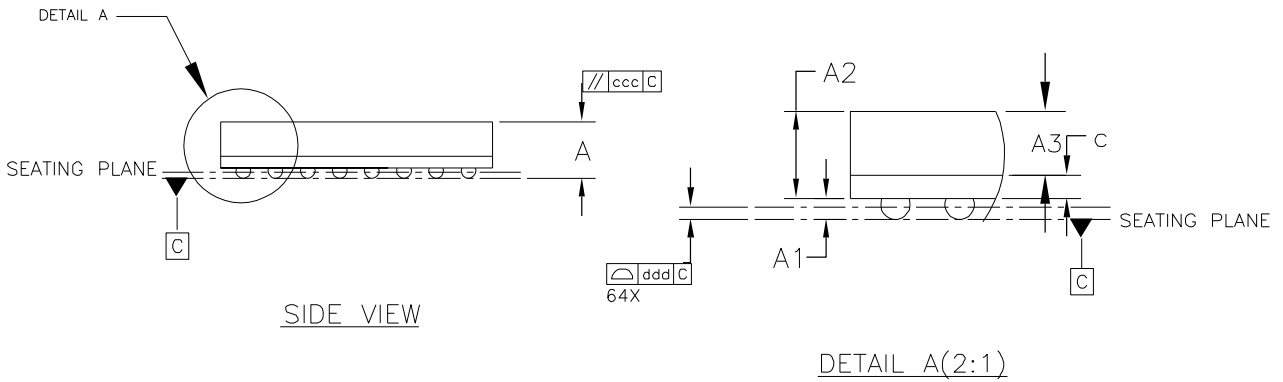 DETAIL A
// ccc C
A
SEATING PLANE
C
SIDE VIEW
A2
A3
c
A1
SEATING PLANE
C
⌓ ddd C
64X
DETAIL A(2:1)